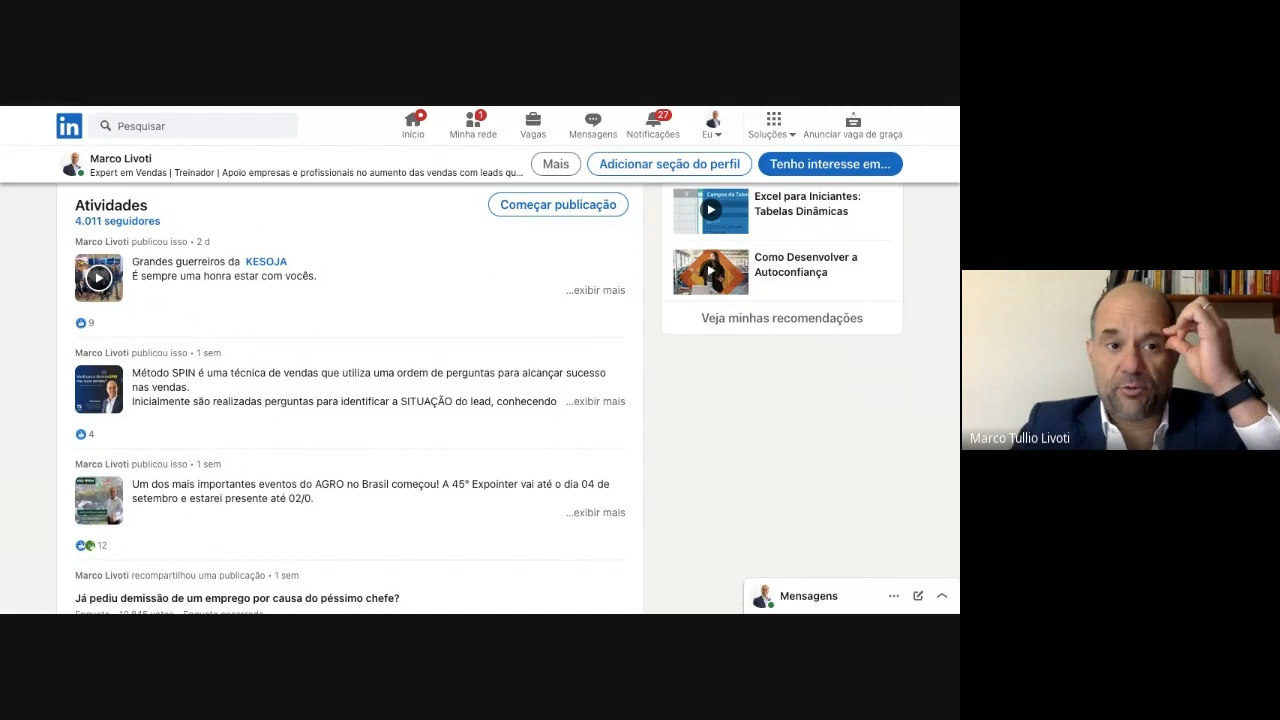 in
Pesquisar
1
27
Início
Minha rede
Vagas
Mensagens
Notificações
Eu
Soluções
Anunciar vaga de graça
Marco Livoti
Expert em Vendas | Treinador | Apoio empresas e profissionais no aumento das vendas com leads qu...
Mais
Adicionar seção do perfil
Tenho interesse em...
Atividades
4.011 seguidores
Começar publicação
Marco Livoti publicou isso • 2 d
Grandes guerreiros da KESOJA
É sempre uma honra estar com vocês.
...exibir mais
9
Marco Livoti publicou isso • 1 sem
Método SPIN é uma técnica de vendas que utiliza uma ordem de perguntas para alcançar sucesso
nas vendas.
Inicialmente são realizadas perguntas para identificar a SITUAÇÃO do lead, conhecendo
...exibir mais
4
Marco Livoti publicou isso • 1 sem
Um dos mais importantes eventos do AGRO no Brasil começou! A 45° Expointer vai até o dia 04 de
setembro e estarei presente até 02/0.
...exibir mais
12
Marco Livoti recompartilhou uma publicação • 1 sem
Já pediu demissão de um emprego por causa do péssimo chefe?
Campos da Tabe
Excel para Iniciantes:
Tabelas Dinâmicas
Como Desenvolver a
Autoconfiança
Veja minhas recomendações
Mensagens
Marco Tullio Livoti